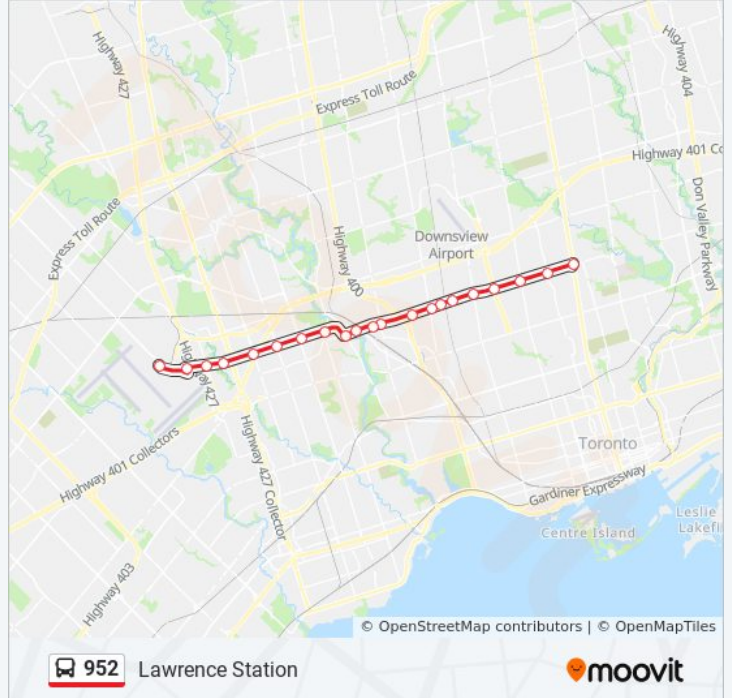 Highway 427
Highway 404
Express Toll Route
Highway 401 Co
Don Valley Parkway
Express Toll Route
Highway 400
Downsview
Airport
Highway 427
Highway 401 Collectors
Highway 427 Collector
Toronto
Gardiner Expressway
Leslie
Lakefi
Centre Island
Highway 403
© OpenStreetMap contributors | © OpenMapTiles
952 Lawrence Station
moovit